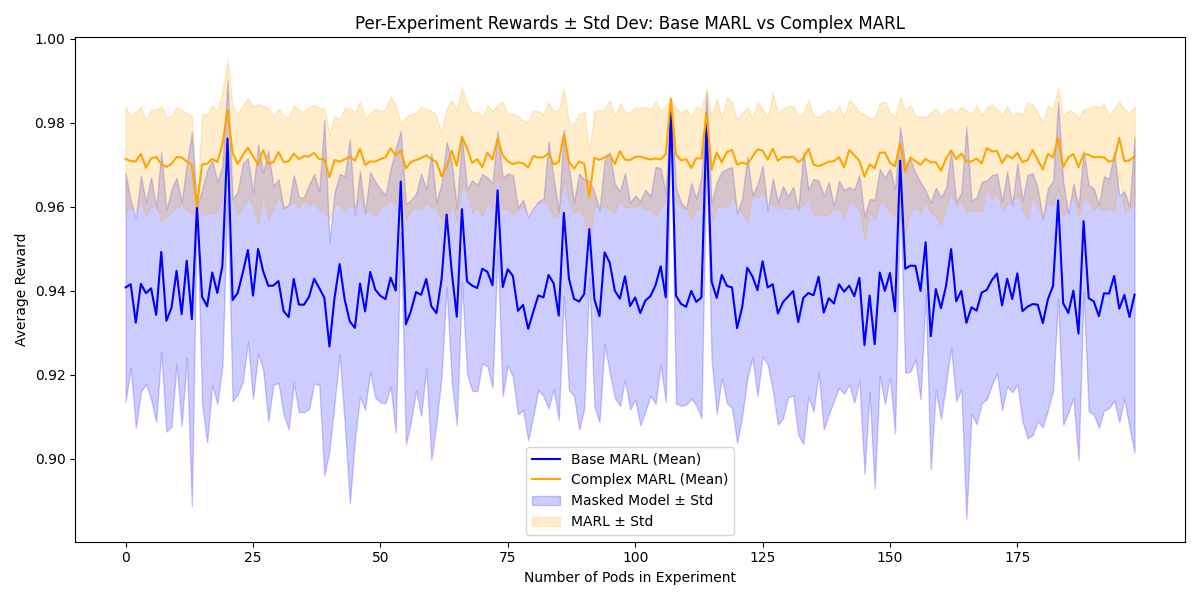 Per-Experiment Rewards ± Std Dev: Base MARL vs Complex MARL
1.00
0.98
0.96
0.94
0.92
0.90
Average Reward
Base MARL (Mean)
Complex MARL (Mean)
Masked Model ± Std
MARL ± Std
0 25 50 75 100 125 150 175
Number of Pods in Experiment